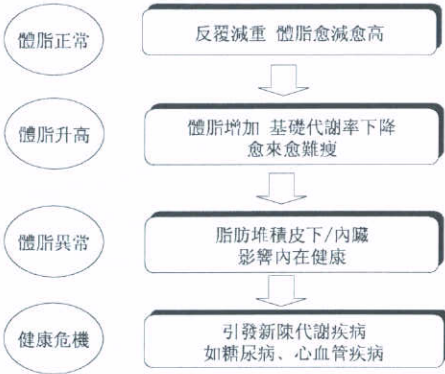 體脂正常
反覆減重 體脂愈減愈高
體脂升高
體脂增加 基礎代謝率下降
愈來愈難瘦
體脂異常
脂肪堆積皮下/內臟
影響內在健康
健康危機
引發新陳代謝疾病
如糖尿病、心血管疾病